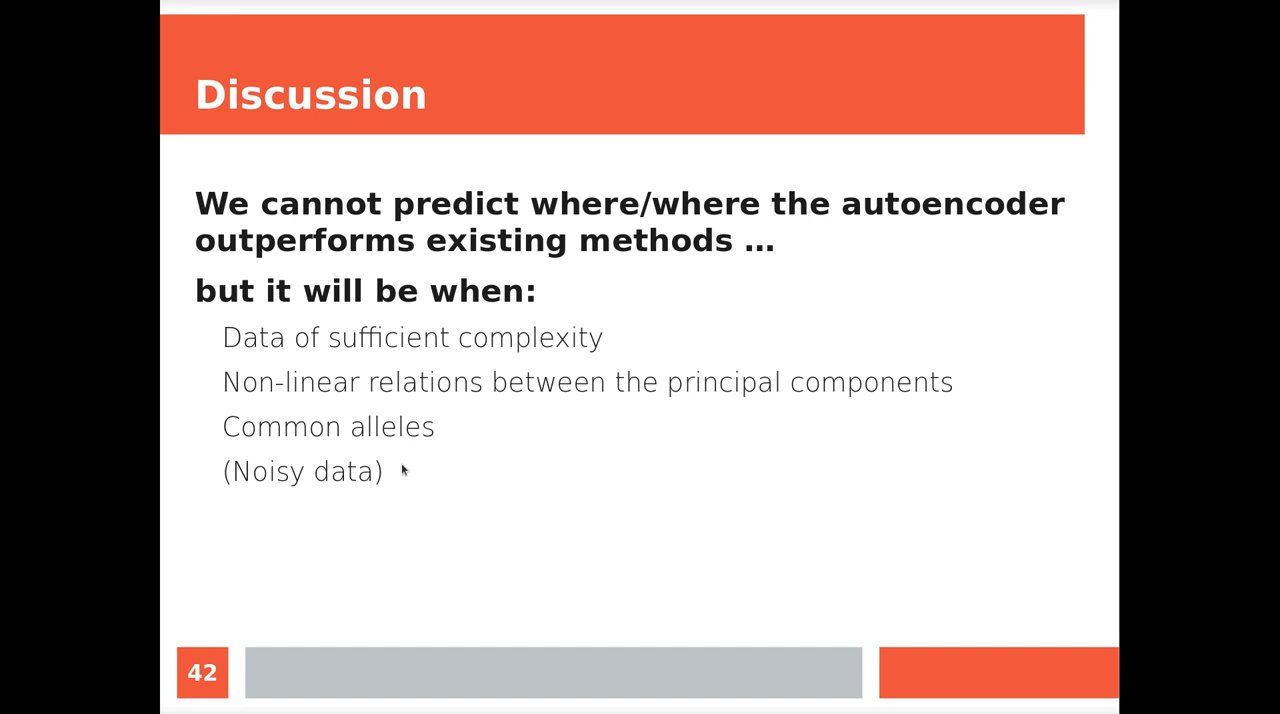 Discussion
We cannot predict where/where the autoencoder
outperforms existing methods …
but it will be when:
Data of sufficient complexity
Non-linear relations between the principal components
Common alleles
(Noisy data)
42